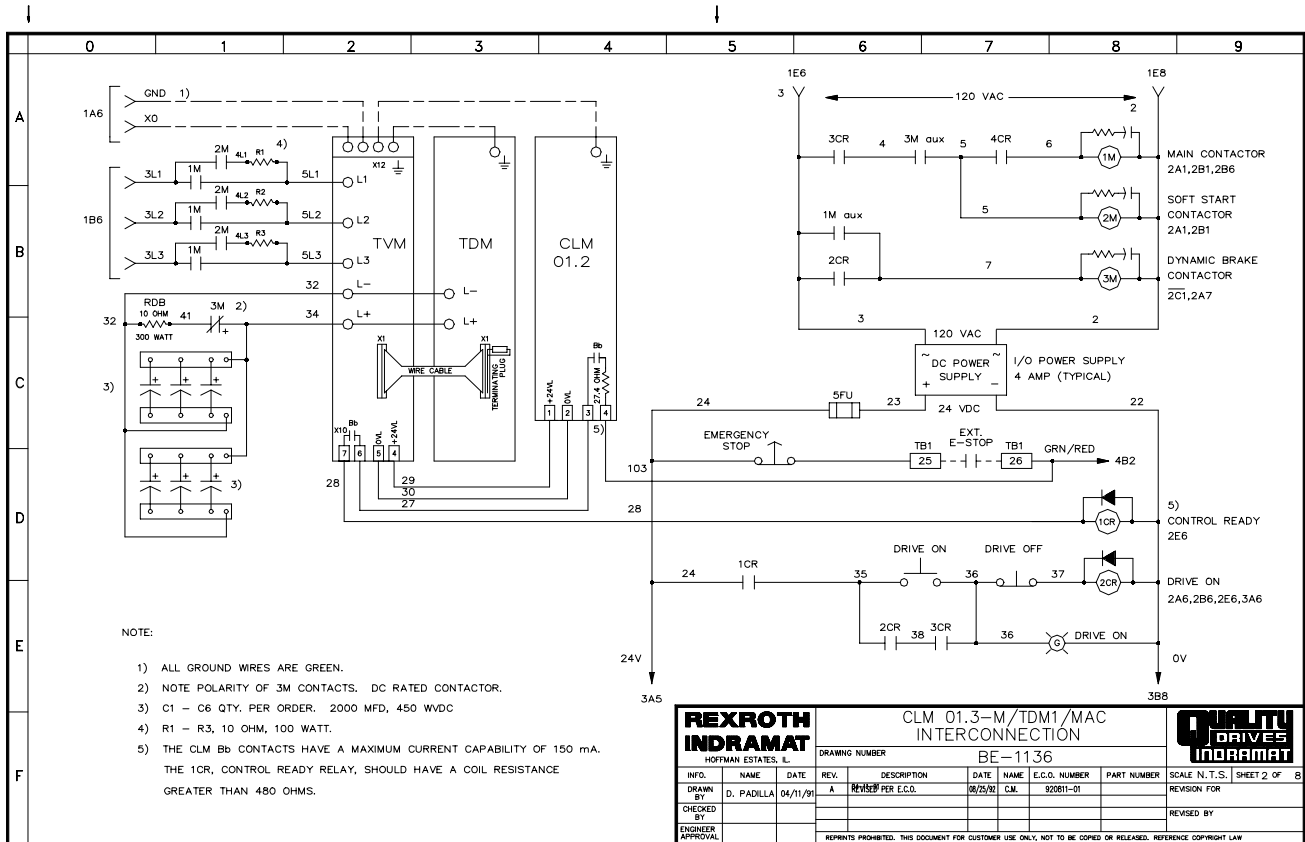 0 1 2 3 4 5 6 7 8 9
A
B
C
D
E
F
1A6
GND 1)
X0
1B6
3L1
3L2
3L3
2M 4L1 R1 4)
1M
5L1
2M 4L2 R2
1M
5L2
2M 4L3 R3
1M
5L3
32
34
X12
L1
L2
L3
L-
L+
TVM
TDM
L-
L+
CLM
01.2
32
RDB
10 OHM
300 WATT
41
3M 2)
+
3)
+ + +
+ + +
3)
X1
WIRE CABLE
X1
TERMINATING
PLUG
Bb
27.4 OHM
+24VL
0VL
1 2 3 4
5)
X10
Bb
0VL
+24VL
7 6 5 4
28
29
30
27
28
1E6
3
120 VAC
1E8
2
3CR
4
3M aux
5
4CR
6
1M
MAIN CONTACTOR
2A1,2B1,2B6
5
2M
SOFT START
CONTACTOR
2A1,2B1
1M aux
2CR
7
3M
DYNAMIC BRAKE
CONTACTOR
2C1,2A7
3
120 VAC
2
~ ~
DC POWER
SUPPLY
+ −
I/O POWER SUPPLY
4 AMP (TYPICAL)
24
5FU
23
24 VDC
22
EMERGENCY
STOP
103
TB1
25
EXT.
E-STOP
TB1
26
GRN/RED
4B2
1CR
5)
CONTROL READY
2E6
24
1CR
35
DRIVE ON
36
DRIVE OFF
37
2CR
DRIVE ON
2A6,2B6,2E6,3A6
2CR
38
3CR
36
G
DRIVE ON
24V
0V
3A5
3B8
NOTE:
1) ALL GROUND WIRES ARE GREEN.
2) NOTE POLARITY OF 3M CONTACTS. DC RATED CONTACTOR.
3) C1 − C6 QTY. PER ORDER. 2000 MFD, 450 WVDC
4) R1 − R3, 10 OHM, 100 WATT.
5) THE CLM Bb CONTACTS HAVE A MAXIMUM CURRENT CAPABILITY OF 150 mA.
THE 1CR, CONTROL READY RELAY, SHOULD HAVE A COIL RESISTANCE
GREATER THAN 480 OHMS.
REXROTH
INDRAMAT
HOFFMAN ESTATES, IL.
CLM 01.3−M/TDM1/MAC
INTERCONNECTION
DRAWING NUMBER
BE−1136
QUALITY
DRIVES
INDRAMAT
INFO. NAME DATE REV. DESCRIPTION DATE NAME E.C.O. NUMBER PART NUMBER SCALE N.T.S. SHEET 2 OF 8
DRAWN
BY
D. PADILLA 04/11/91 A REVISED PER E.C.O. 08/25/92 C.M. 920811−01 REVISION FOR
CHECKED
BY
REVISED BY
ENGINEER
APPROVAL
REPRINTS PROHIBITED. THIS DOCUMENT FOR CUSTOMER USE ONLY, NOT TO BE COPIED OR RELEASED. REFERENCE COPYRIGHT LAW